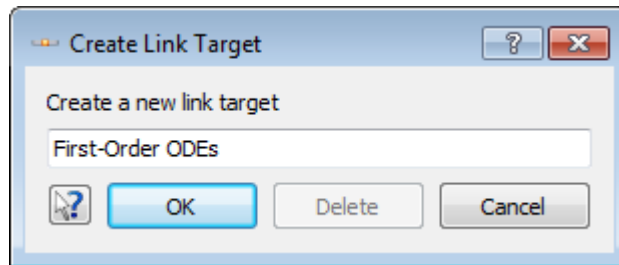 Create Link Target
Create a new link target
First-Order ODEs
OK Delete Cancel